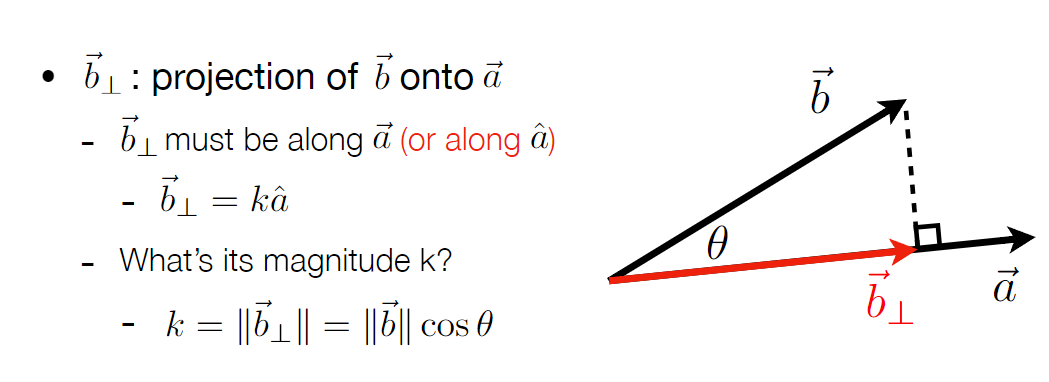 • $\vec{b}_\perp$ : projection of $\vec{b}$ onto $\vec{a}$
- $\vec{b}_\perp$ must be along $\vec{a}$ (or along $\hat{a}$)
- $\vec{b}_\perp = k\hat{a}$
- What's its magnitude k?
- $k = \|\vec{b}_\perp\| = \|\vec{b}\| \cos\theta$
$\vec{b}$
$\theta$
$\vec{b}_\perp$
$\vec{a}$